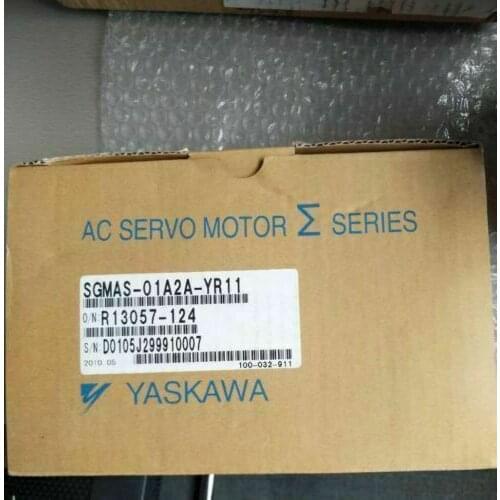 AC SERVO MOTOR Σ SERIES
SGMAS-01A2A-YR11
O/N R13057-124
S/N D0105J299910007
2010.05 100-032-911
YASKAWA